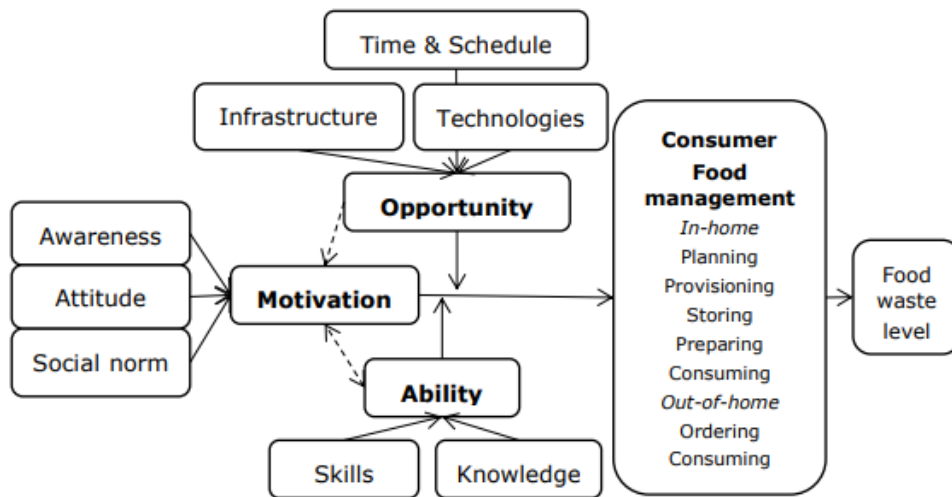 Time & Schedule
Infrastructure
Technologies
Opportunity
Awareness
Attitude
Social norm
Motivation
Ability
Skills
Knowledge
Consumer
Food
management
In-home
Planning
Provisioning
Storing
Preparing
Consuming
Out-of-home
Ordering
Consuming
Food
waste
level